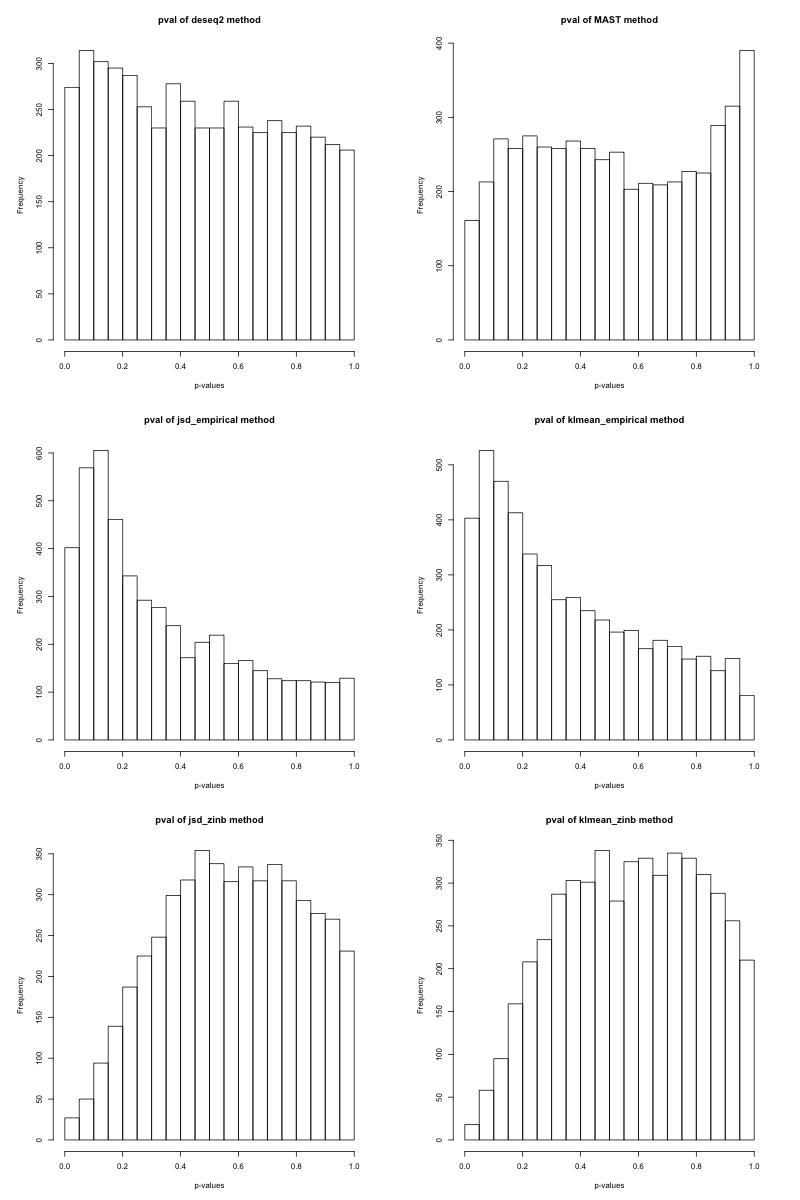 pval of deseq2 method
Frequency
0 50 100 150 200 250 300
0.0 0.2 0.4 0.6 0.8 1.0
p-values
pval of MAST method
Frequency
0 100 200 300 400
0.0 0.2 0.4 0.6 0.8 1.0
p-values
pval of jsd_empirical method
Frequency
0 100 200 300 400 500 600
0.0 0.2 0.4 0.6 0.8 1.0
p-values
pval of klmean_empirical method
Frequency
0 100 200 300 400 500
0.0 0.2 0.4 0.6 0.8 1.0
p-values
pval of jsd_zinb method
Frequency
0 50 100 150 200 250 300 350
0.0 0.2 0.4 0.6 0.8 1.0
p-values
pval of klmean_zinb method
Frequency
0 50 100 150 200 250 300 350
0.0 0.2 0.4 0.6 0.8 1.0
p-values